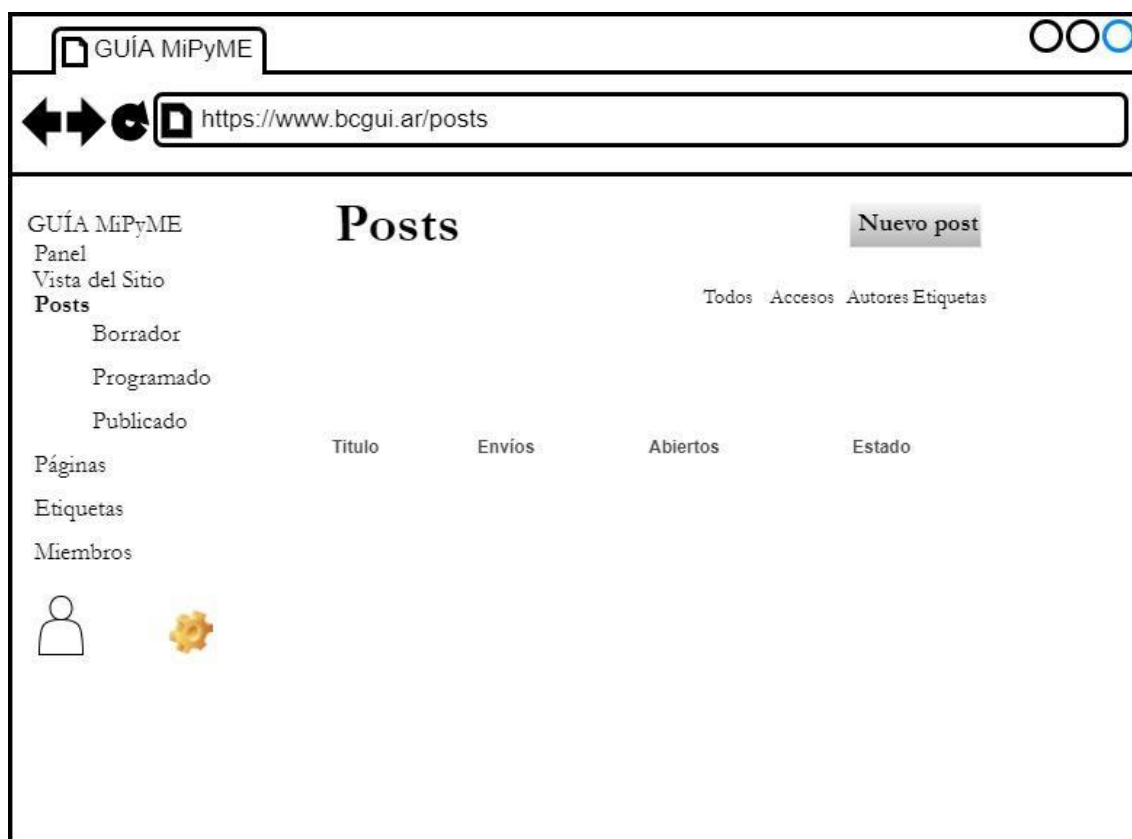 GUÍA MiPyME
https://www.bcgui.ar/posts
GUÍA MiPyME
Panel
Vista del Sitio
Posts
Borrador
Programado
Publicado
Páginas
Etiquetas
Miembros
Posts
Nuevo post
Todos Accesos Autores Etiquetas
Titulo Envíos Abiertos Estado